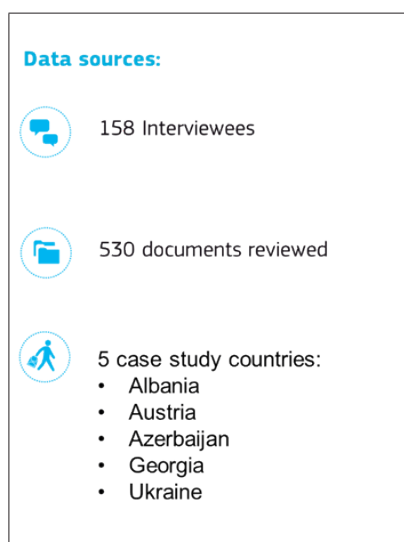 Data sources:
158 Interviewees
530 documents reviewed
5 case study countries:
• Albania
• Austria
• Azerbaijan
• Georgia
• Ukraine